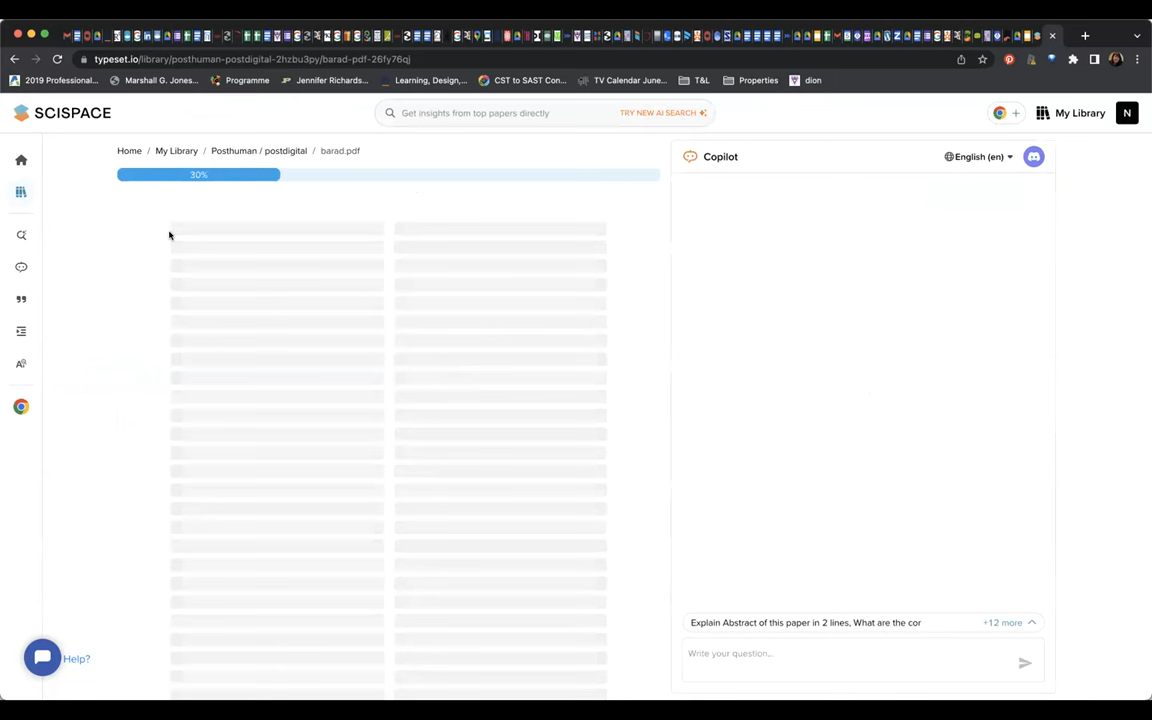 typeset.io/library/posthuman-postdigital-2hzbu3py/barad-pdf-26fy76qj
2019 Professional... Marshall G. Jones... Programme Jennifer Richards... Learning, Design,... CST to SAST Con... TV Calendar June... T&L Properties dion
SCISPACE Get insights from top papers directly TRY NEW AI SEARCH My Library N
Home / My Library / Posthuman / postdigital / barad.pdf
Copilot English (en)
30%
Explain Abstract of this paper in 2 lines, What are the cor +12 more
Write your question...
Help?